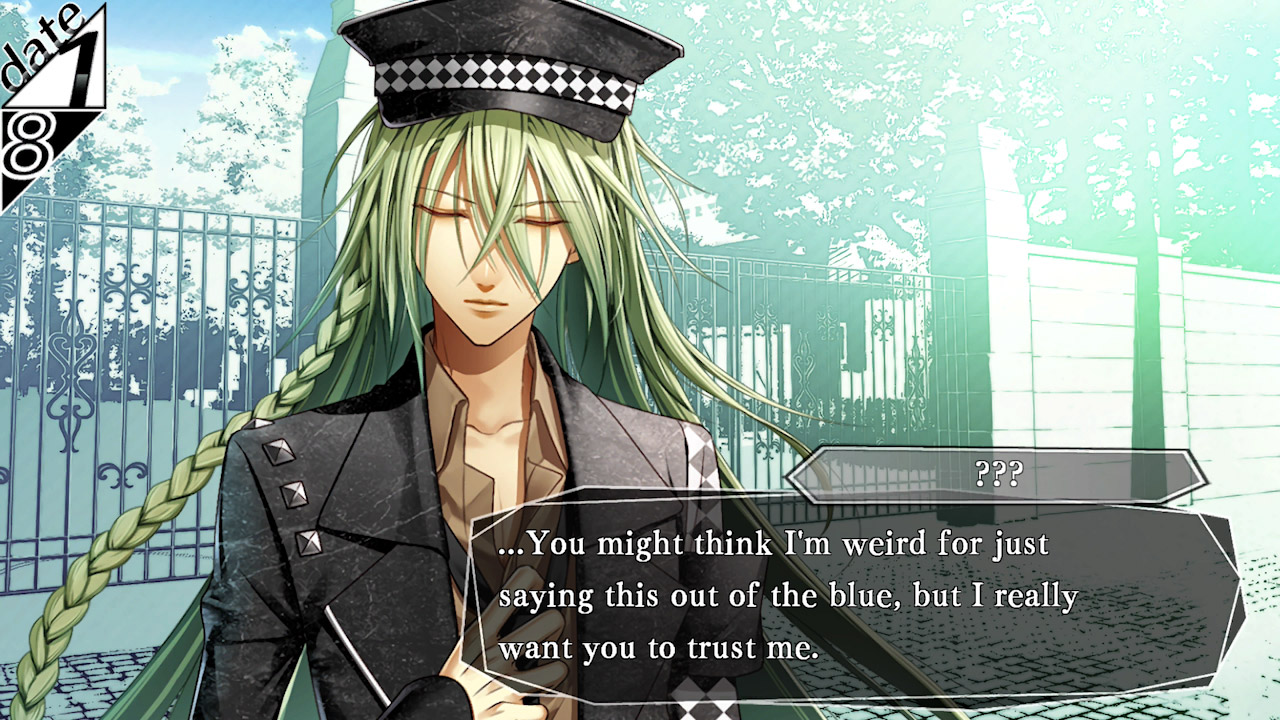 date
1
8
???
...You might think I'm weird for just
saying this out of the blue, but I really
want you to trust me.